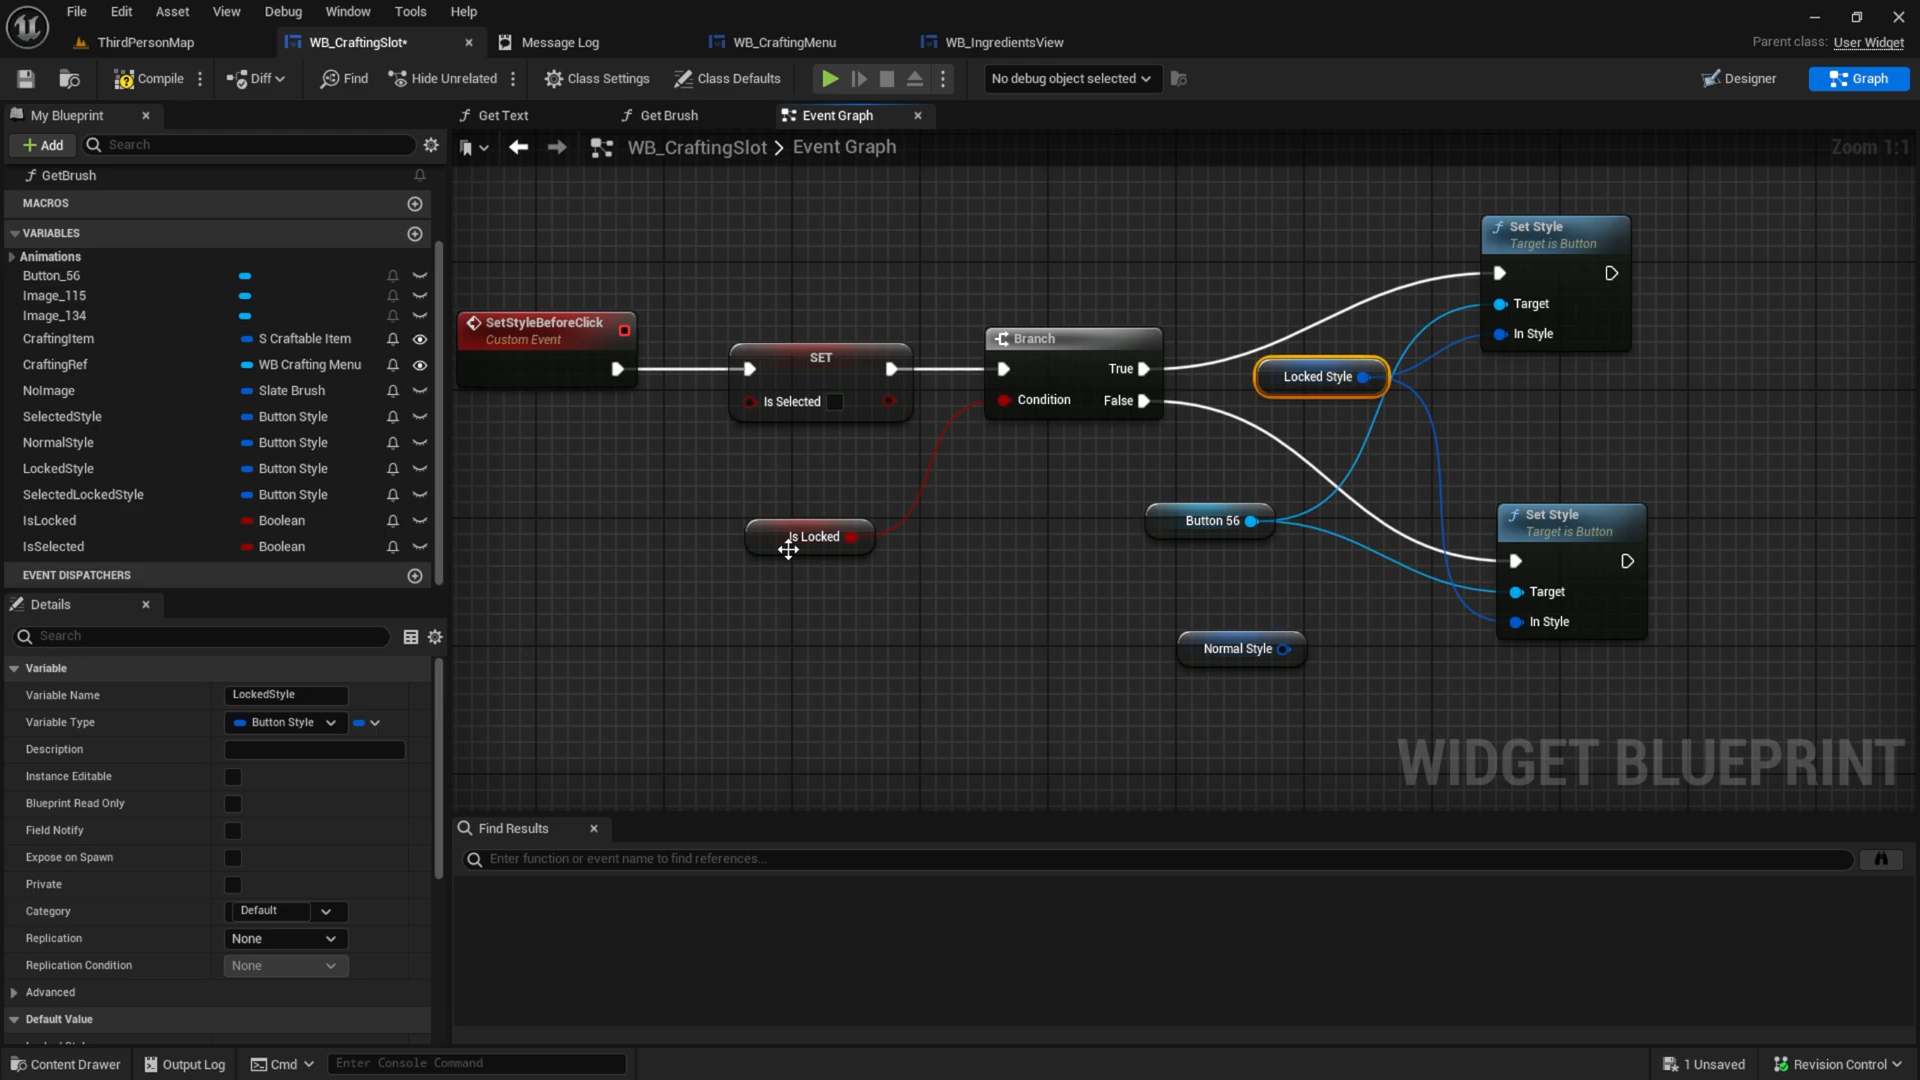 File Edit Asset View Debug Window Tools Help
ThirdPersonMap
WB_CraftingSlot*
Message Log
WB_CraftingMenu
WB_IngredientsView
Parent class: User Widget
Compile
Diff
Find
Hide Unrelated
Class Settings
Class Defaults
No debug object selected
Designer
Graph
My Blueprint
Get Text
Get Brush
Event Graph
Add
Search
WB_CraftingSlot > Event Graph
Zoom 1:1
GetBrush
MACROS
VARIABLES
Animations
Button_56
Image_115
Image_134
CraftingItem S Craftable Item
CraftingRef WB Crafting Menu
NoImage Slate Brush
SelectedStyle Button Style
NormalStyle Button Style
LockedStyle Button Style
SelectedLockedStyle Button Style
IsLocked Boolean
IsSelected Boolean
EVENT DISPATCHERS
Details
Search
Variable
Variable Name LockedStyle
Variable Type Button Style
Description
Instance Editable
Blueprint Read Only
Field Notify
Expose on Spawn
Private
Category Default
Replication None
Replication Condition None
Advanced
Default Value
SetStyleBeforeClick
Custom Event
SET
Is Selected
Branch
True
Condition False
Is Locked
Locked Style
Button 56
Normal Style
Set Style
Target is Button
Target
In Style
Set Style
Target is Button
Target
In Style
WIDGET BLUEPRINT
Find Results
Enter function or event name to find references...
Content Drawer
Output Log
Cmd
Enter Console Command
1 Unsaved
Revision Control